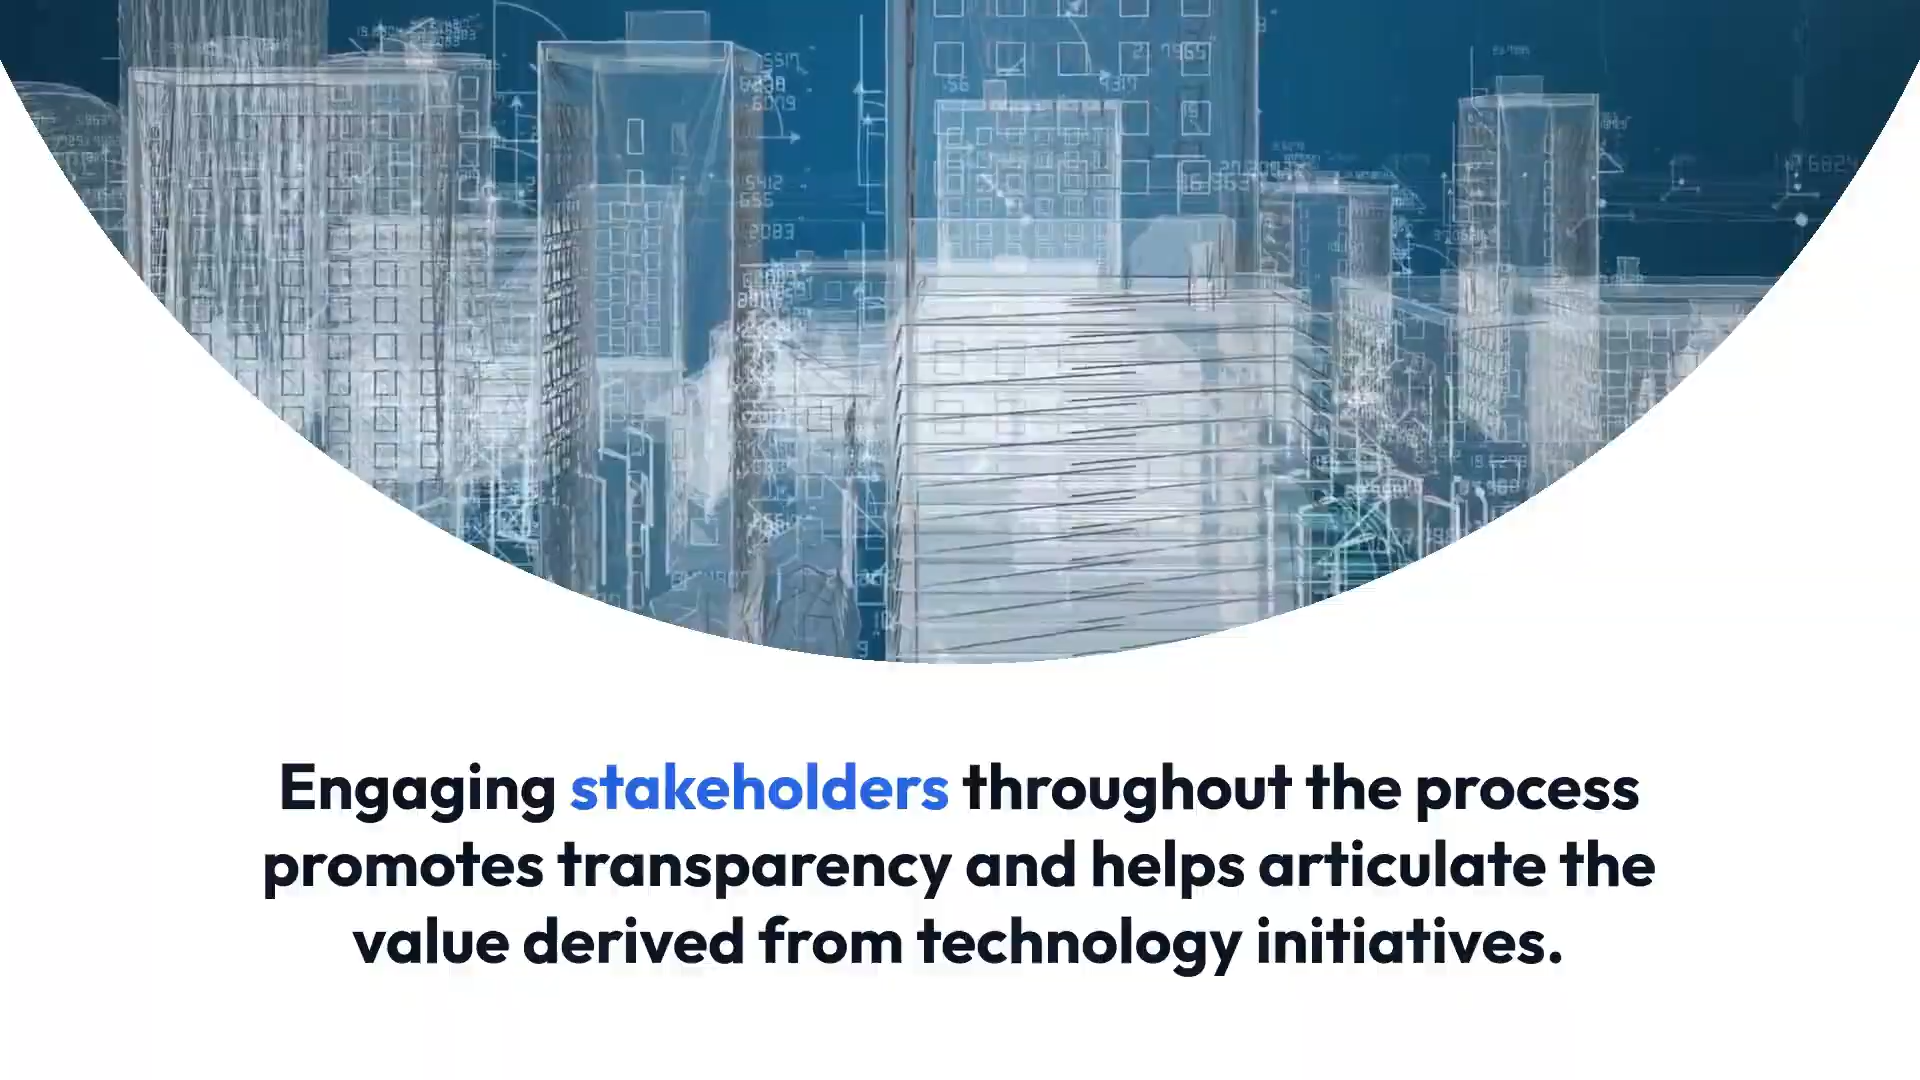 Engaging stakeholders throughout the process
promotes transparency and helps articulate the
value derived from technology initiatives.